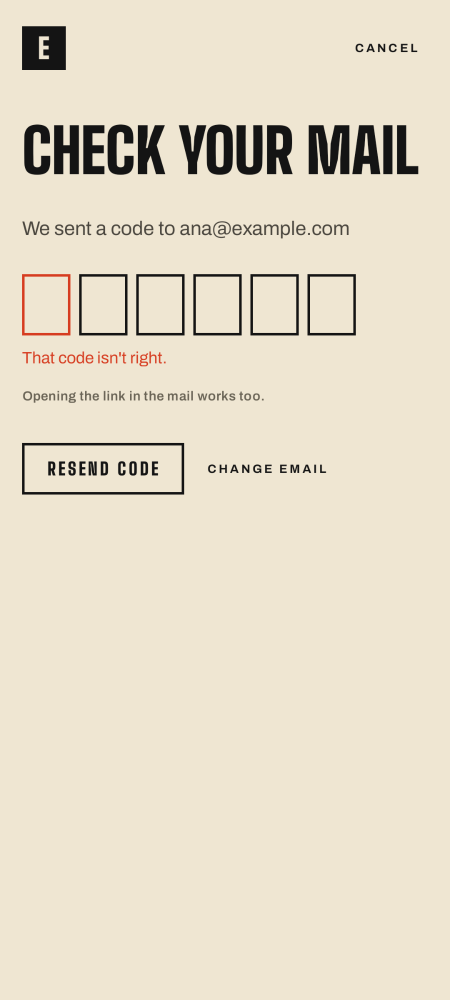 E
CANCEL
CHECK YOUR MAIL
We sent a code to ana@example.com
That code isn't right.
Opening the link in the mail works too.
RESEND CODE
CHANGE EMAIL